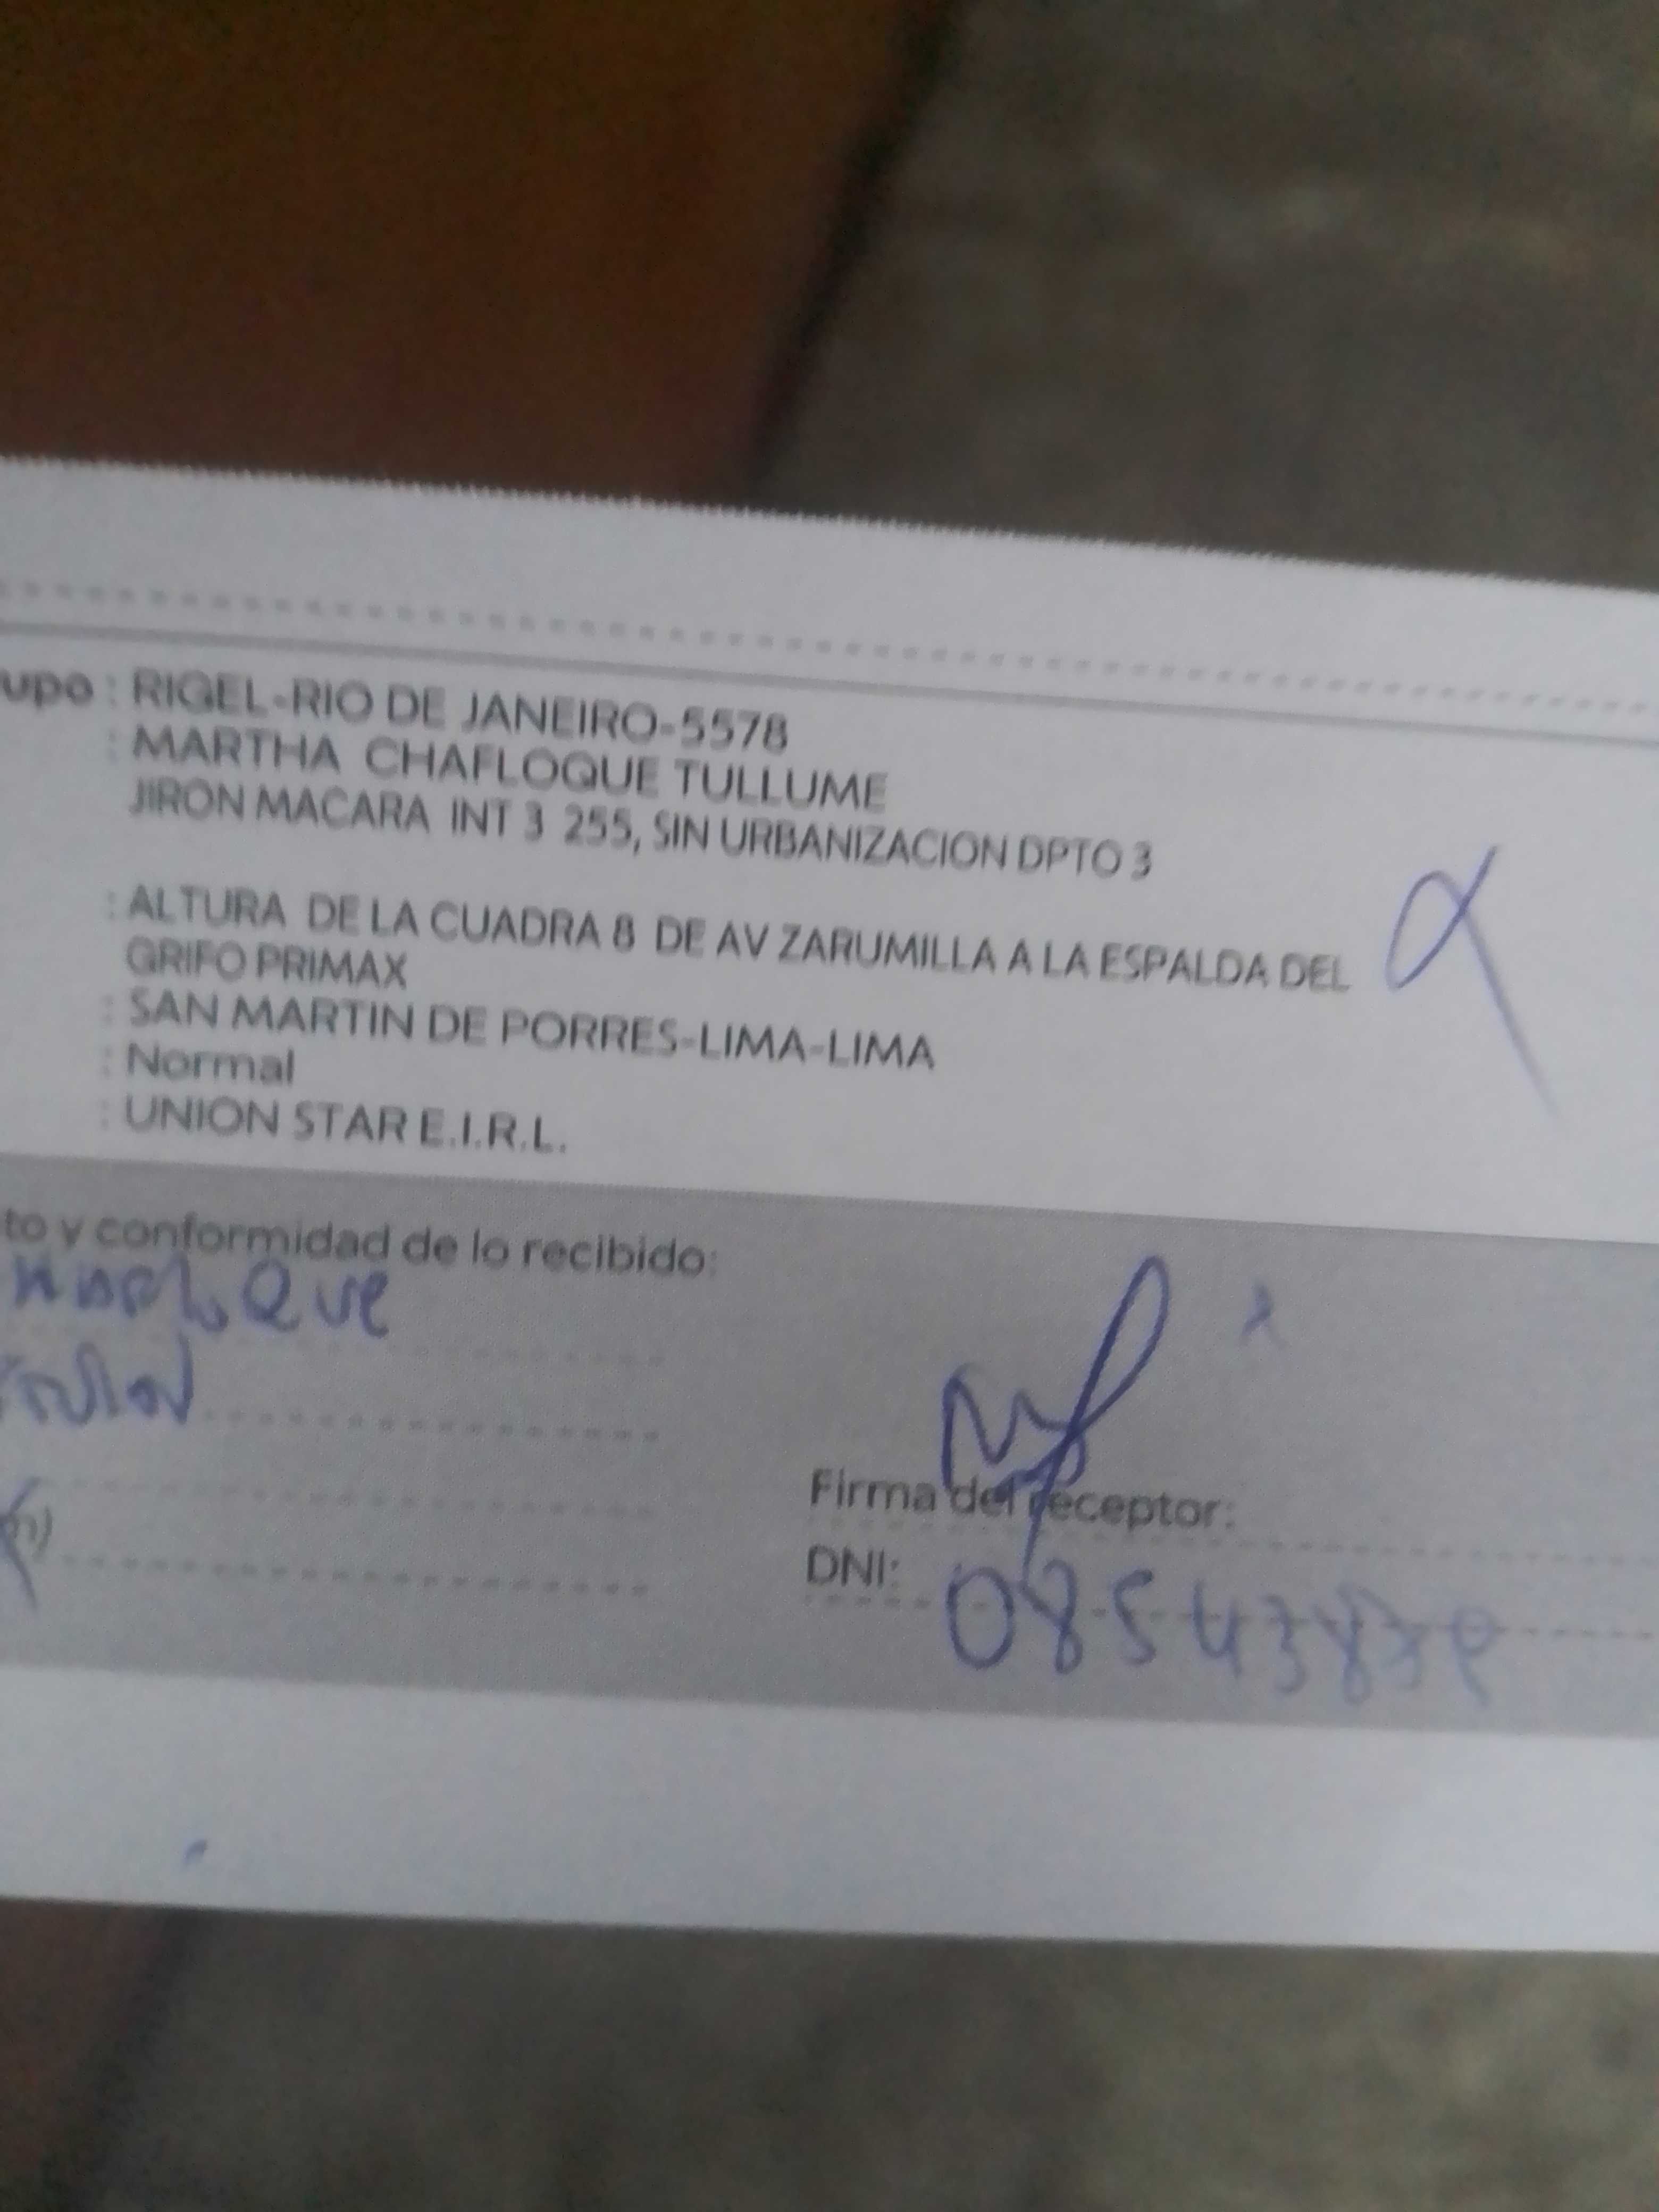 upo : RIGEL-RIO DE JANEIRO-5578
: MARTHA CHAFLOQUE TULLUME
JIRON MACARA INT 3 255, SIN URBANIZACION DPTO 3
: ALTURA DE LA CUADRA 8 DE AV ZARUMILLA A LA ESPALDA DEL
GRIFO PRIMAX
: SAN MARTIN DE PORRES-LIMA-LIMA
: Normal
: UNION STAR E.I.R.L.
to y conformidad de lo recibido:
Firma del receptor:
DNI: